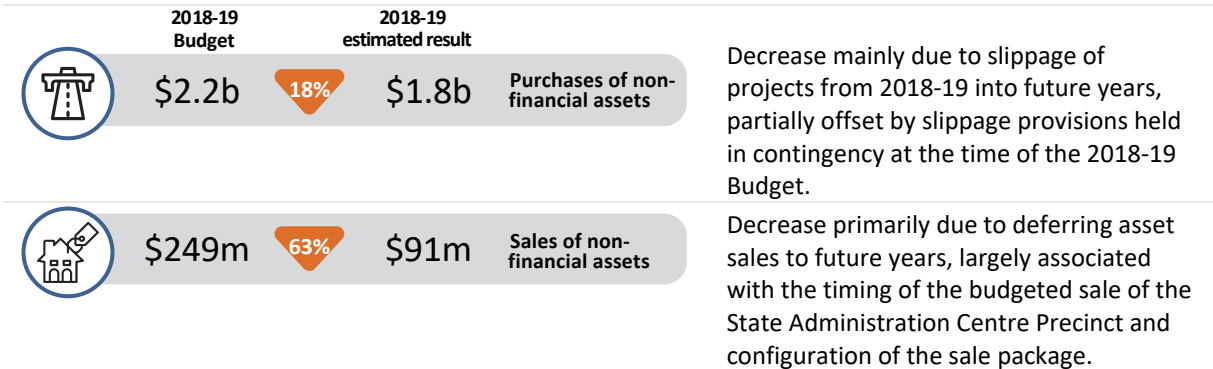 2018-19
Budget
2018-19
estimated result
$2.2b
18%
$1.8b
Purchases of non-
financial assets
Decrease mainly due to slippage of
projects from 2018-19 into future years,
partially offset by slippage provisions held
in contingency at the time of the 2018-19
Budget.
$249m
63%
$91m
Sales of non-
financial assets
Decrease primarily due to deferring asset
sales to future years, largely associated
with the timing of the budgeted sale of the
State Administration Centre Precinct and
configuration of the sale package.